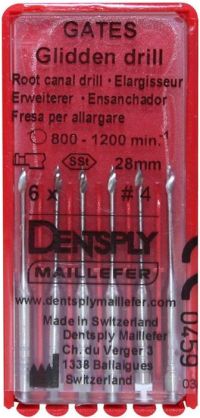 GATES
Glidden drill
Root canal drill · Elargisseur
Erweiterer · Ensanchador
Fresa per allargare
800 - 1200 min.-1
SSt 28mm
6 x # 4
DENTSPLY
MAILLEFER
www.dentsplymaillefer.com
Made in Switzerland
Dentsply Maillefer
Ch. du Verger 3
1338 Ballaigues
Switzerland
CE 0459
03